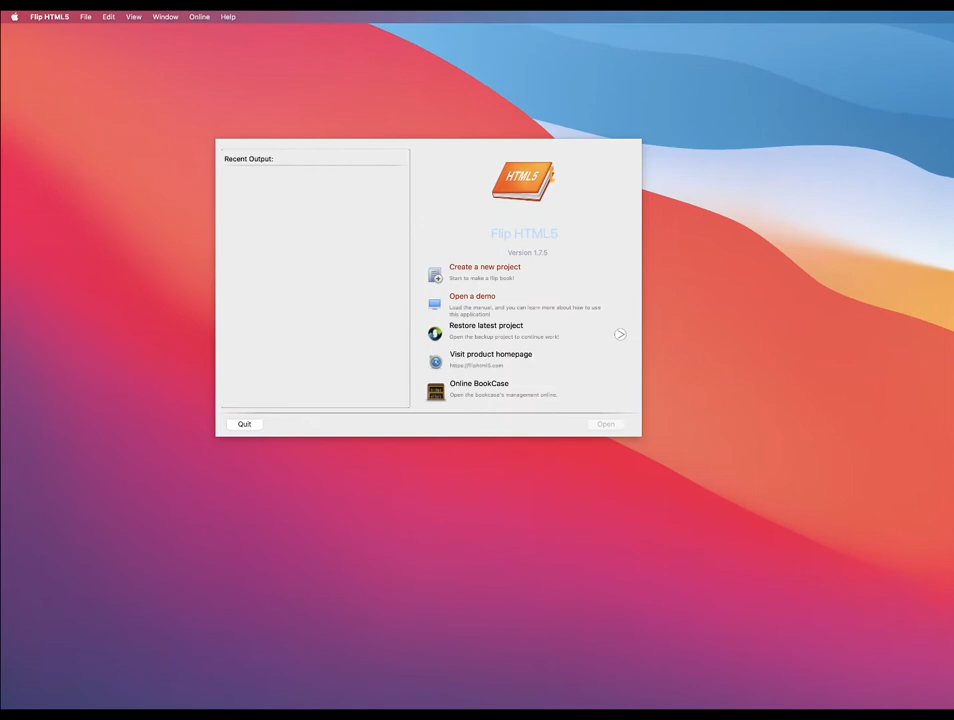 Flip HTML5 File Edit View Window Online Help
Recent Output:
HTML5
Flip HTML5
Version 1.7.5
Create a new project
Start to make a flip book!
Open a demo
Load the manual, and you can learn more about how to use
this application!
Restore latest project
Open the backup project to continue work!
>
Visit product homepage
https://fliphtml5.com
Online BookCase
Open the bookcase's management online.
Quit
Open